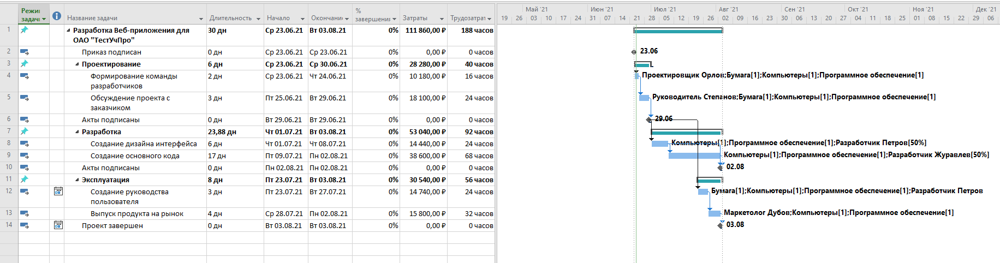 Режим задачи
Название задачи
Длительность
Начало
Окончание
% завершения
Затраты
Трудозатрат
Май '21 Июн '21 Июл '21 Авг '21 Сен '21 Окт '21 Ноя '21 Дек '21
19 26 03 10 17 24 31 07 14 21 28 05 12 19 26 02 09 16 23 30 06 13 20 27 04 11 18 25 01 08 15 22 29 06
1 Разработка Веб-приложения для 30 дн Ср 23.06.21 Вт 03.08.21 0% 111 860,00 ₽ 188 часов
ОАО "ТестУчПро"
2 Приказ подписан 0 дн Ср 23.06.21 Ср 23.06.21 0% 0,00 ₽ 0 часов 23.06
3 Проектирование 6 дн Ср 23.06.21 Ср 30.06.21 0% 28 280,00 ₽ 40 часов
4 Формирование команды 2 дн Ср 23.06.21 Чт 24.06.21 0% 10 180,00 ₽ 16 часов Проектировщик Орлов;Бумага[1];Компьютеры[1];Программное обеспечение[1]
разработчиков
5 Обсуждение проекта с 3 дн Пт 25.06.21 Вт 29.06.21 0% 18 100,00 ₽ 24 часов Руководитель Степанов;Бумага[1];Компьютеры[1];Программное обеспечение[1]
заказчиком
6 Акты подписаны 0 дн Вт 29.06.21 Вт 29.06.21 0% 0,00 ₽ 0 часов 29.06
7 Разработка 23,88 дн Чт 01.07.21 Вт 03.08.21 0% 53 040,00 ₽ 92 часов
8 Создание дизайна интерфейса 6 дн Чт 01.07.21 Чт 08.07.21 0% 14 440,00 ₽ 24 часов Компьютеры[1];Программное обеспечение[1];Разработчик Петров[50%]
9 Создание основного кода 17 дн Пт 09.07.21 Пн 02.08.21 0% 38 600,00 ₽ 68 часов Компьютеры[1];Программное обеспечение[1];Разработчик Журавлев[50%]
10 Акты подписаны 0 дн Пн 02.08.21 Пн 02.08.21 0% 0,00 ₽ 0 часов 02.08
11 Эксплуатация 8 дн Пт 23.07.21 Вт 03.08.21 0% 30 540,00 ₽ 56 часов
12 Создание руководства 3 дн Пт 23.07.21 Вт 27.07.21 0% 14 740,00 ₽ 24 часов Бумага[1];Компьютеры[1];Программное обеспечение[1];Разработчик Петров
пользователя
13 Выпуск продукта на рынок 4 дн Ср 28.07.21 Пн 02.08.21 0% 15 800,00 ₽ 32 часов Маркетолог Дубов;Компьютеры[1];Программное обеспечение[1]
14 Проект завершен 0 дн Вт 03.08.21 Вт 03.08.21 0% 0,00 ₽ 0 часов 03.08